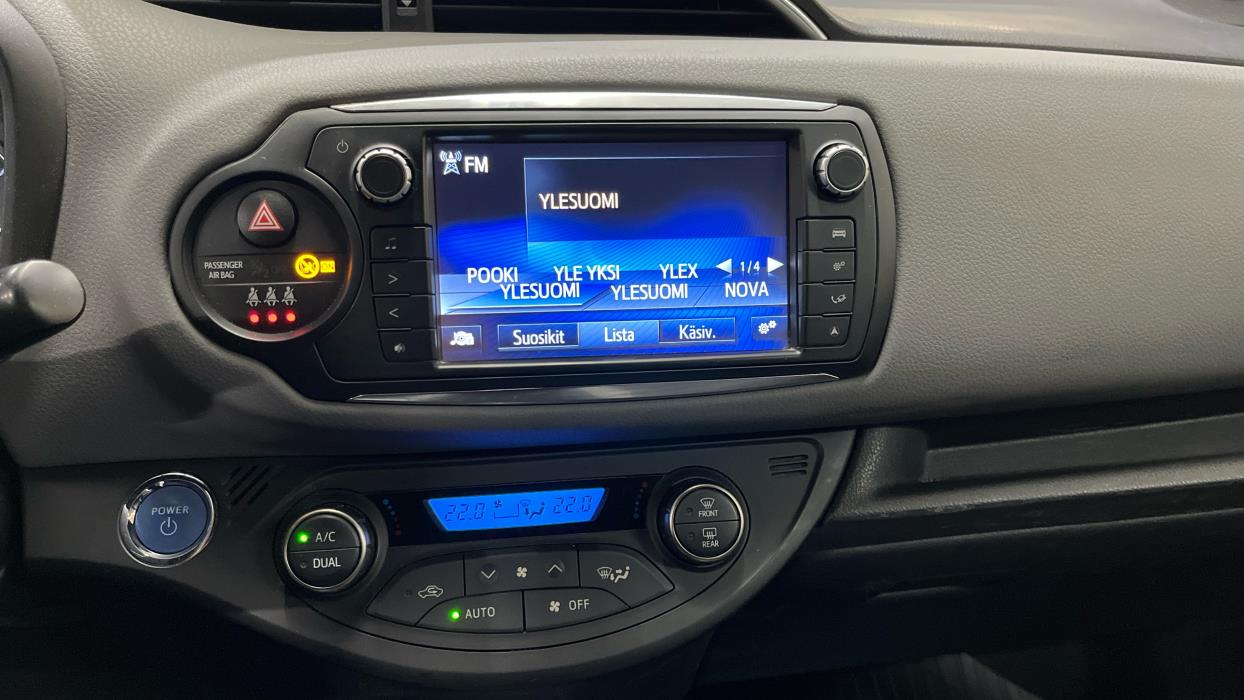 FM
YLESUOMI
POOKI YLE YKSI YLEX 1/4
YLESUOMI YLESUOMI NOVA
Suosikit Lista Käsiv.
PASSENGER
AIR BAG
ON
POWER
A/C
DUAL
22.0 22.0
FRONT
REAR
AUTO
OFF